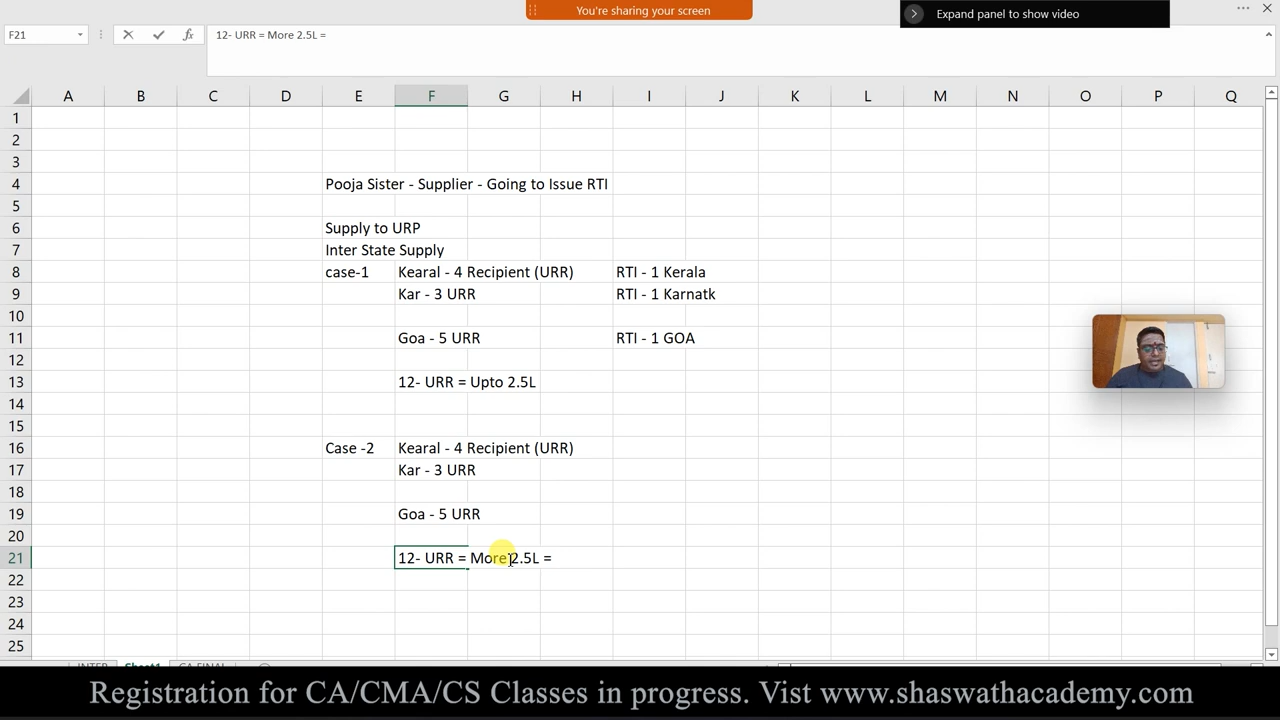 You're sharing your screen
Expand panel to show video
F21
12- URR = More 2.5L =
A B C D E F G H I J K L M N O P Q
1
2
3
4 Pooja Sister - Supplier - Going to Issue RTI
5
6 Supply to URP
7 Inter State Supply
8 case-1 Kearal - 4 Recipient (URR) RTI - 1 Kerala
9 Kar - 3 URR RTI - 1 Karnatk
10
11 Goa - 5 URR RTI - 1 GOA
12
13 12- URR = Upto 2.5L
14
15
16 Case -2 Kearal - 4 Recipient (URR)
17 Kar - 3 URR
18
19 Goa - 5 URR
20
21 12- URR = More 2.5L =
22
23
24
25
INTER Sheet1 CA FINAL
Registration for CA/CMA/CS Classes in progress. Vist www.shaswathacademy.com